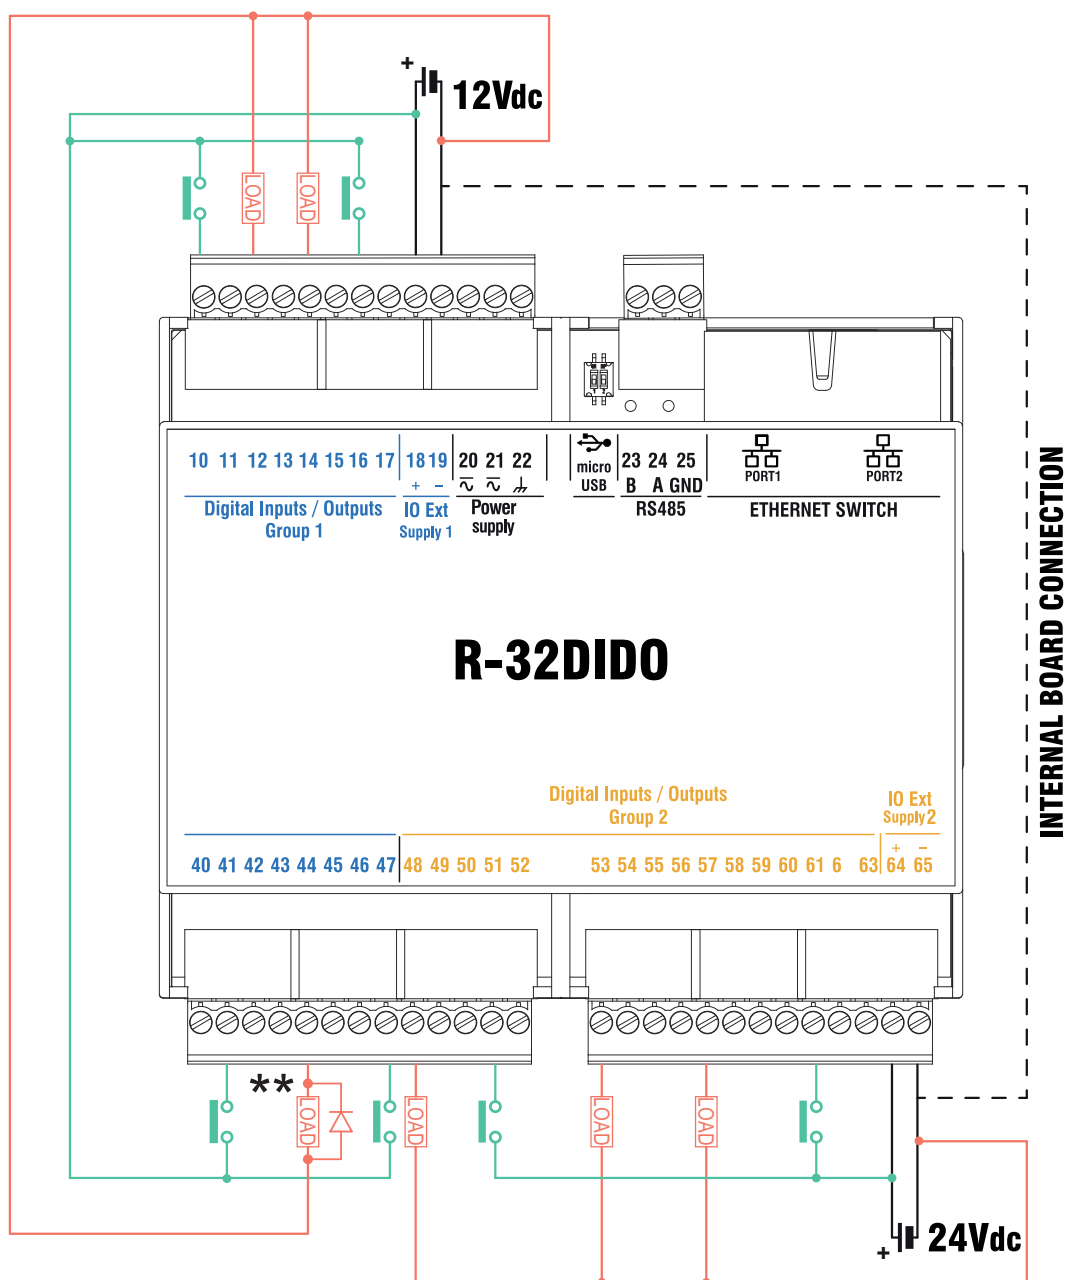 +
12Vdc
LOAD
LOAD
10 11 12 13 14 15 16 17 18 19 20 21 22
+ −
Digital Inputs / Outputs
Group 1
IO Ext
Supply 1
Power
supply
micro
USB
23 24 25
B A GND
RS485
PORT1
PORT2
ETHERNET SWITCH
INTERNAL BOARD CONNECTION
R-32DIDO
Digital Inputs / Outputs
Group 2
IO Ext
Supply 2
+ −
40 41 42 43 44 45 46 47 48 49 50 51 52 53 54 55 56 57 58 59 60 61 6 63 64 65
**
LOAD
LOAD
LOAD
LOAD
+
24Vdc